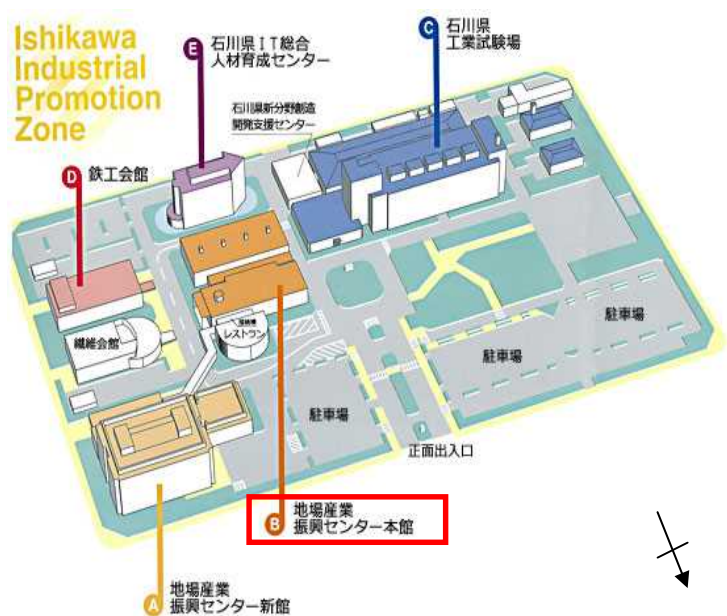 Ishikawa
Industrial
Promotion
Zone
E 石川県IT総合
人材育成センター
C 石川県
工業試験場
石川県新分野創造
開発支援センター
D 鉄工会館
繊維会館
レストラン
駐車場
駐車場
駐車場
正面出入口
B 地場産業
振興センター本館
A 地場産業
振興センター新館